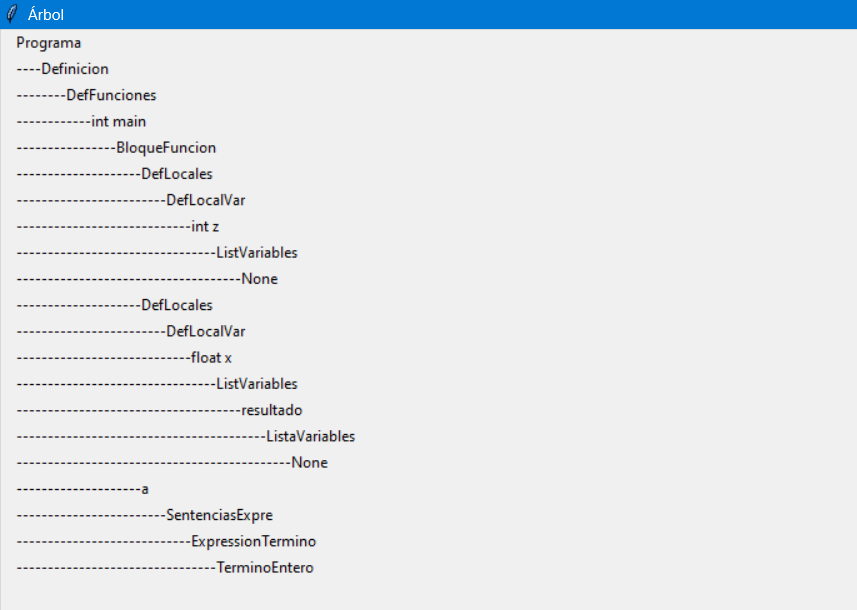 Árbol
Programa
----Definicion
--------DefFunciones
------------int main
----------------BloqueFuncion
--------------------DefLocales
------------------------DefLocalVar
----------------------------int z
--------------------------------ListVariables
------------------------------------None
--------------------DefLocales
------------------------DefLocalVar
----------------------------float x
--------------------------------ListVariables
------------------------------------resultado
----------------------------------------ListaVariables
--------------------------------------------None
--------------------a
------------------------SentenciasExpre
----------------------------ExpressionTermino
--------------------------------TerminoEntero